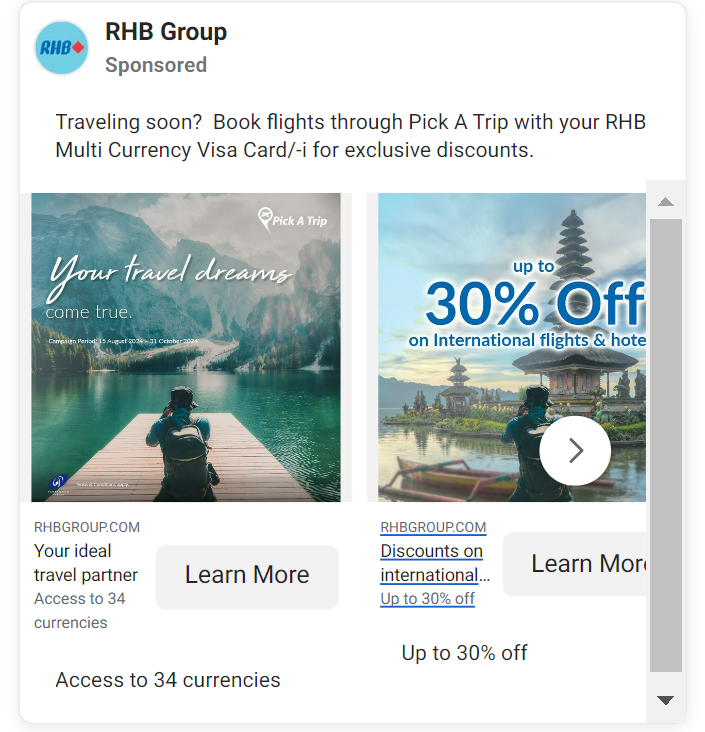 RHB
RHB Group
Sponsored
Traveling soon?  Book flights through Pick A Trip with your RHB
Multi Currency Visa Card/-i for exclusive discounts.
Pick A Trip
Your travel dreams
come true.
Campaign Period: 15 August 2024 – 31 October 2024
Terms & Conditions apply.
up to
30% Off
on International flights & hote
RHBGROUP.COM
Your ideal
travel partner
Access to 34
currencies
Learn More
Access to 34 currencies
RHBGROUP.COM
Discounts on
international...
Up to 30% off
Learn More
Up to 30% off